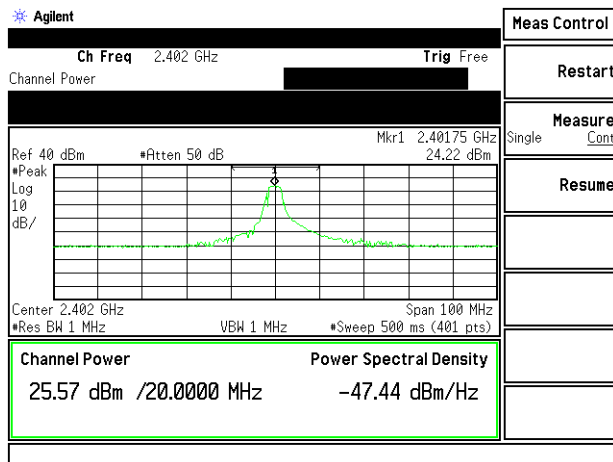 Agilent
Meas Control
Ch Freq 2.402 GHz Trig Free
Channel Power
Restart
Measure
Single Cont
Resume
Mkr1 2.40175 GHz
Ref 40 dBm #Atten 50 dB 24.22 dBm
#Peak
Log
10
dB/
1
Center 2.402 GHz Span 100 MHz
#Res BW 1 MHz VBW 1 MHz #Sweep 500 ms (401 pts)
Channel Power Power Spectral Density
25.57 dBm /20.0000 MHz -47.44 dBm/Hz